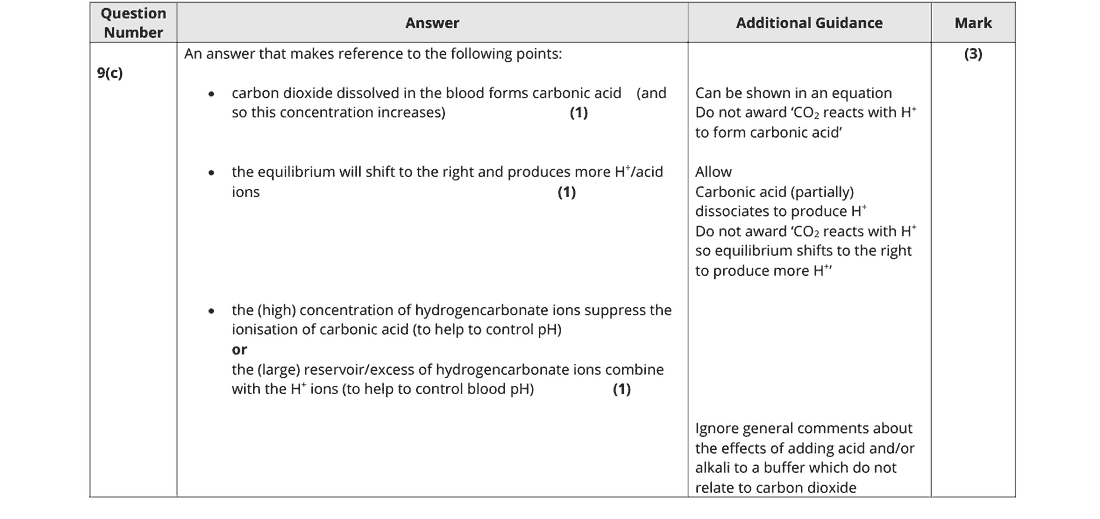 Question Number
Answer
Additional Guidance
Mark
9(c)
An answer that makes reference to the following points:
(3)
• carbon dioxide dissolved in the blood forms carbonic acid (and
so this concentration increases) (1)
Can be shown in an equation
Do not award ‘CO₂ reacts with H⁺
to form carbonic acid’
• the equilibrium will shift to the right and produces more H⁺/acid
ions (1)
Allow
Carbonic acid (partially)
dissociates to produce H⁺
Do not award ‘CO₂ reacts with H⁺
so equilibrium shifts to the right
to produce more H⁺’
• the (high) concentration of hydrogencarbonate ions suppress the
ionisation of carbonic acid (to help to control pH)
or
the (large) reservoir/excess of hydrogencarbonate ions combine
with the H⁺ ions (to help to control blood pH) (1)
Ignore general comments about
the effects of adding acid and/or
alkali to a buffer which do not
relate to carbon dioxide